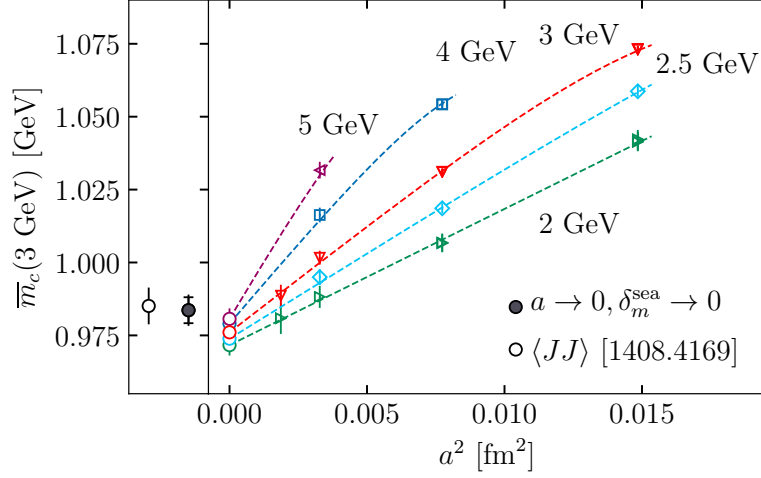 1.075
1.050
1.025
1.000
0.975
m̅_c(3 GeV) [GeV]
5 GeV
4 GeV
3 GeV
2.5 GeV
2 GeV
a → 0, δ_m^sea → 0
⟨JJ⟩ [1408.4169]
0.000 0.005 0.010 0.015
a² [fm²]